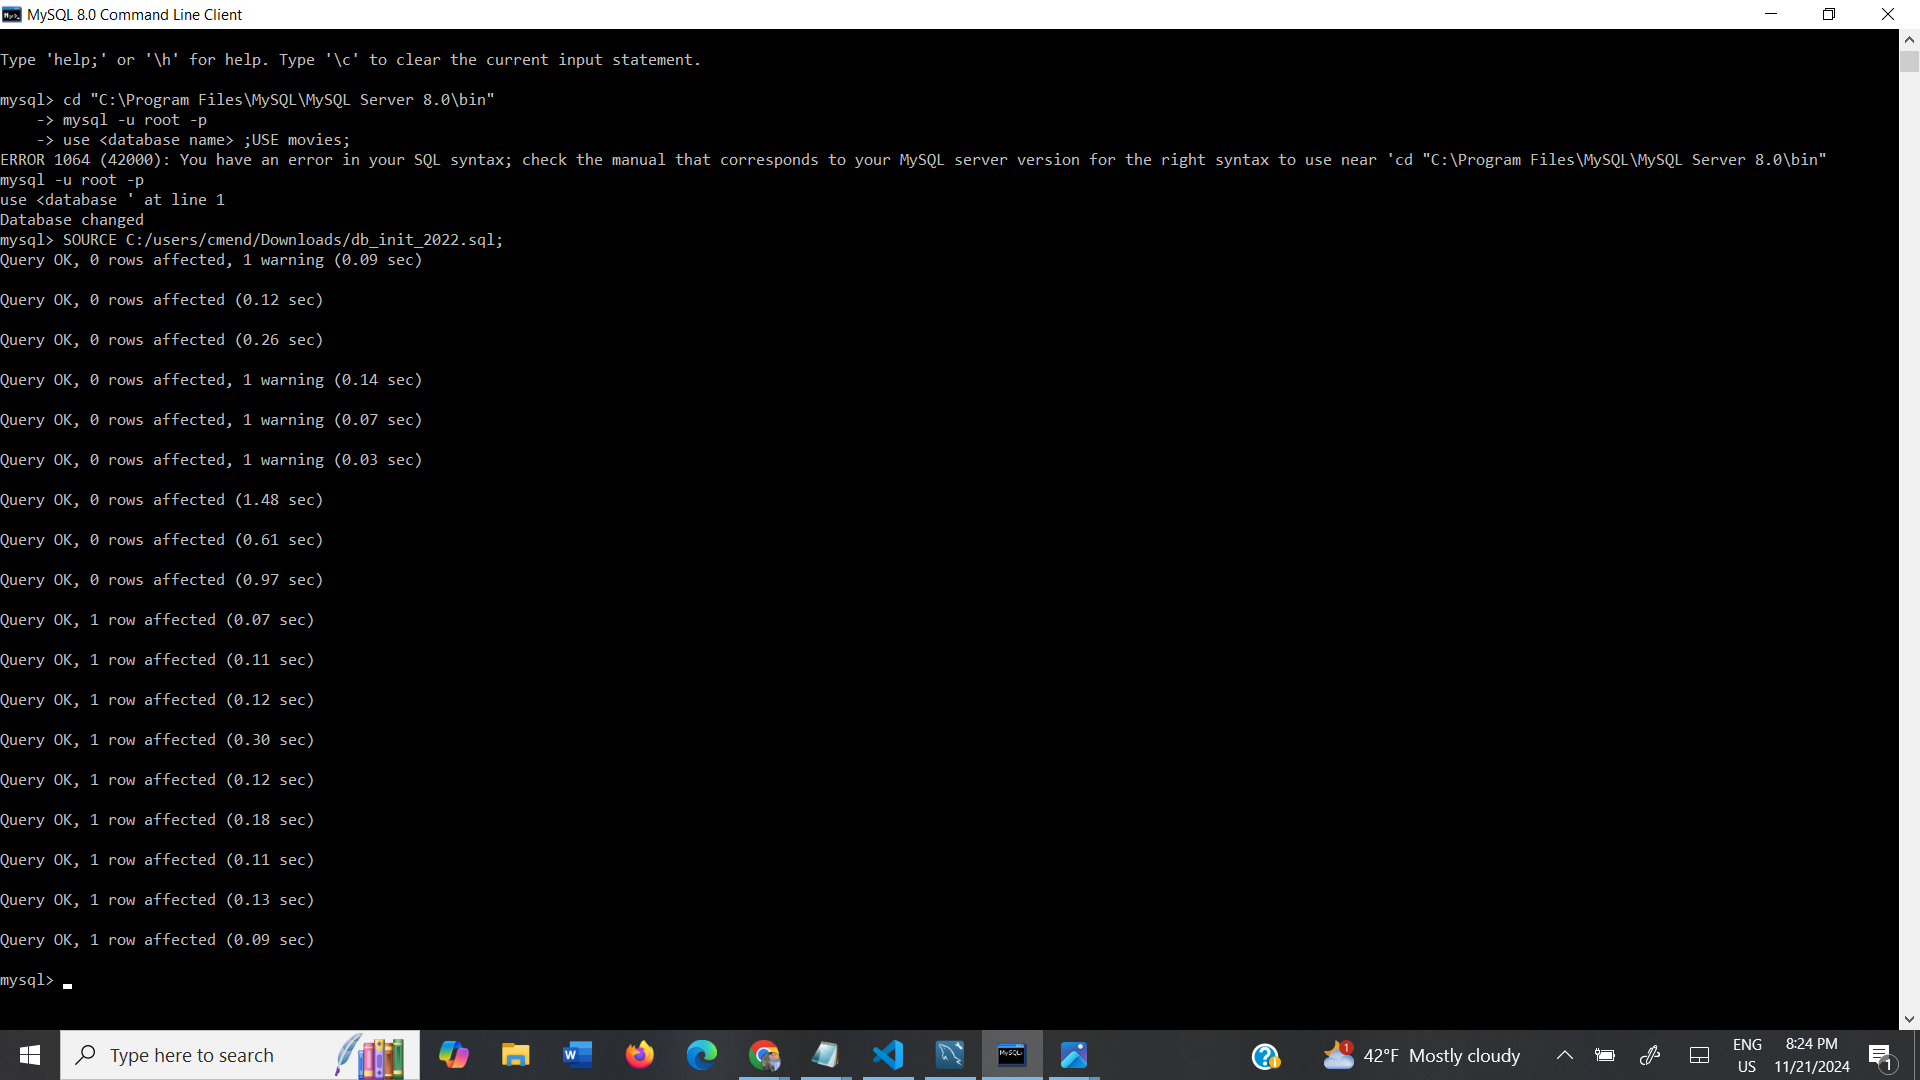 MySQL 8.0 Command Line Client
Type 'help;' or '\h' for help. Type '\c' to clear the current input statement.
mysql> cd "C:\Program Files\MySQL\MySQL Server 8.0\bin"
    -> mysql -u root -p
    -> use <database name> ;USE movies;
ERROR 1064 (42000): You have an error in your SQL syntax; check the manual that corresponds to your MySQL server version for the right syntax to use near 'cd "C:\Program Files\MySQL\MySQL Server 8.0\bin"
mysql -u root -p
use <database ' at line 1
Database changed
mysql> SOURCE C:/users/cmend/Downloads/db_init_2022.sql;
Query OK, 0 rows affected, 1 warning (0.09 sec)
Query OK, 0 rows affected (0.12 sec)
Query OK, 0 rows affected (0.26 sec)
Query OK, 0 rows affected, 1 warning (0.14 sec)
Query OK, 0 rows affected, 1 warning (0.07 sec)
Query OK, 0 rows affected, 1 warning (0.03 sec)
Query OK, 0 rows affected (1.48 sec)
Query OK, 0 rows affected (0.61 sec)
Query OK, 0 rows affected (0.97 sec)
Query OK, 1 row affected (0.07 sec)
Query OK, 1 row affected (0.11 sec)
Query OK, 1 row affected (0.12 sec)
Query OK, 1 row affected (0.30 sec)
Query OK, 1 row affected (0.12 sec)
Query OK, 1 row affected (0.18 sec)
Query OK, 1 row affected (0.11 sec)
Query OK, 1 row affected (0.13 sec)
Query OK, 1 row affected (0.09 sec)
mysql>
Type here to search
1
42°F Mostly cloudy
ENG
US
8:24 PM
11/21/2024
1